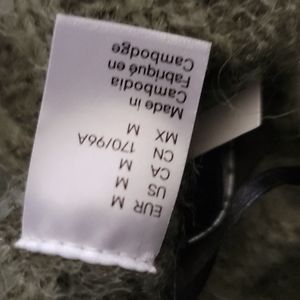 EUR M
US M
CA M
CN 170/96A
MX M
Made in
Cambodia
Fabriqué en
Cambodge